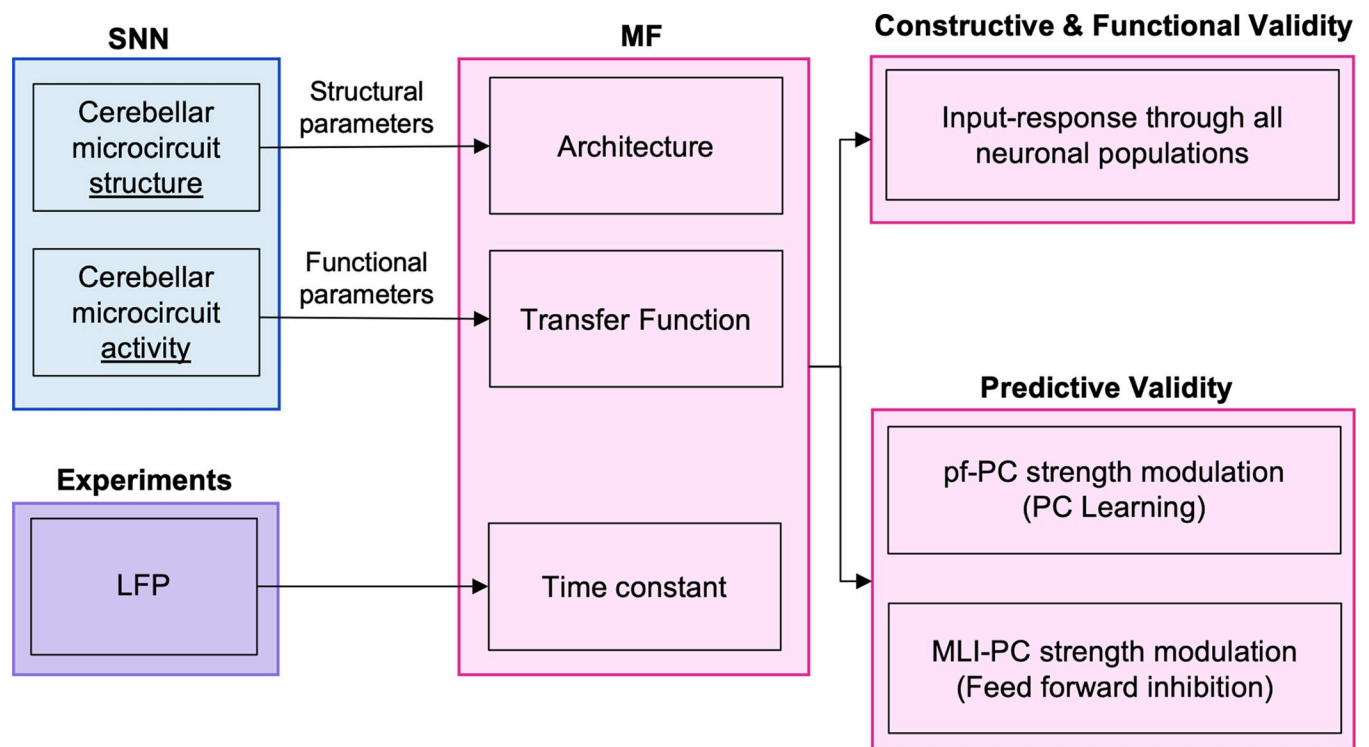 SNN
Cerebellar
microcircuit
structure
Cerebellar
microcircuit
activity
Structural
parameters
Functional
parameters
Experiments
LFP
MF
Architecture
Transfer Function
Time constant
Constructive & Functional Validity
Input-response through all
neuronal populations
Predictive Validity
pf-PC strength modulation
(PC Learning)
MLI-PC strength modulation
(Feed forward inhibition)